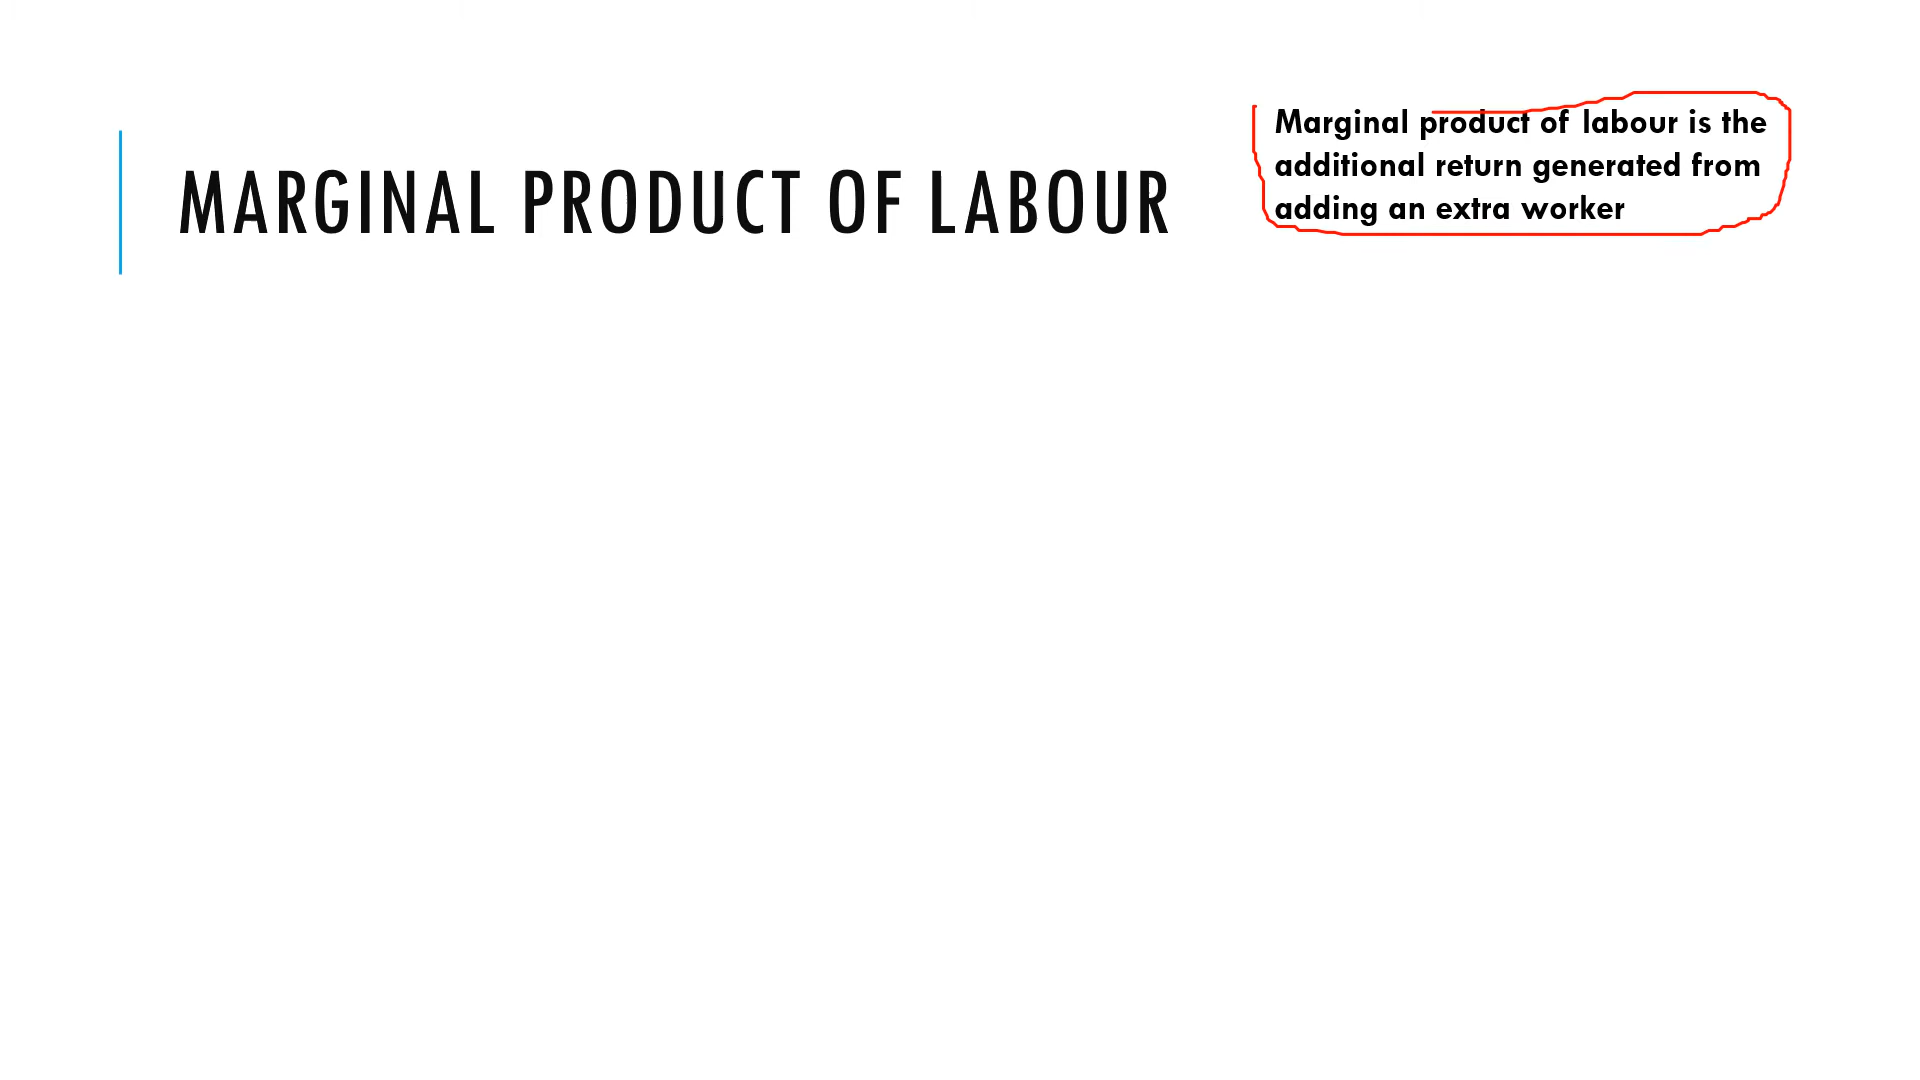 MARGINAL PRODUCT OF LABOUR
Marginal product of labour is the
additional return generated from
adding an extra worker